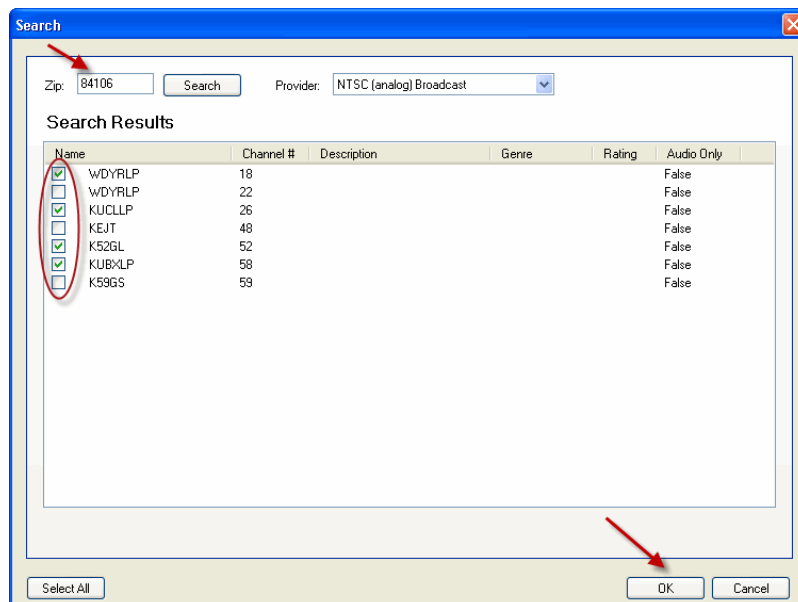 Search
Zip: 84106 Search Provider: NTSC (analog) Broadcast
Search Results
Name Channel # Description Genre Rating Audio Only
WDYRLP 18 False
WDYRLP 22 False
KUCLLP 26 False
KEJT 48 False
K52GL 52 False
KUBXLP 58 False
K59GS 59 False
Select All OK Cancel